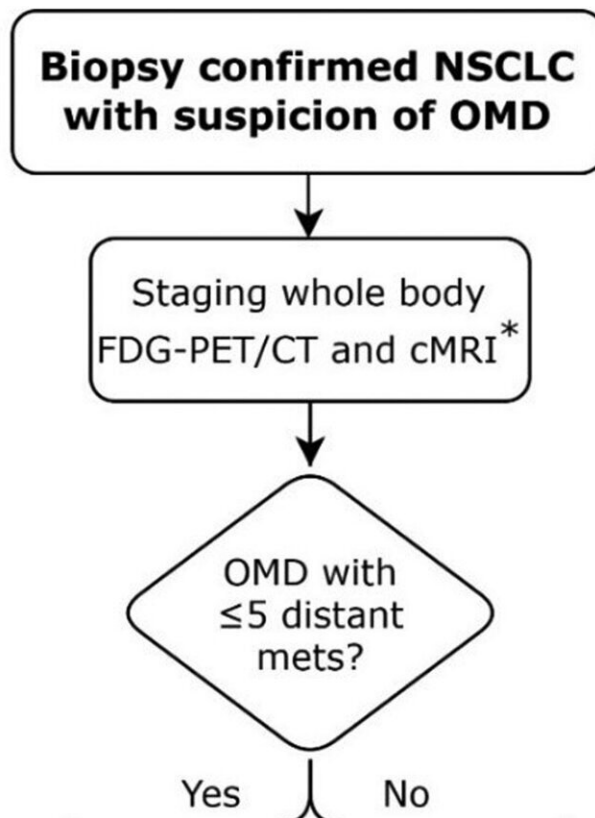 Biopsy confirmed NSCLC
with suspicion of OMD
Staging whole body
FDG-PET/CT and cMRI*
OMD with
≤5 distant
mets?
Yes No